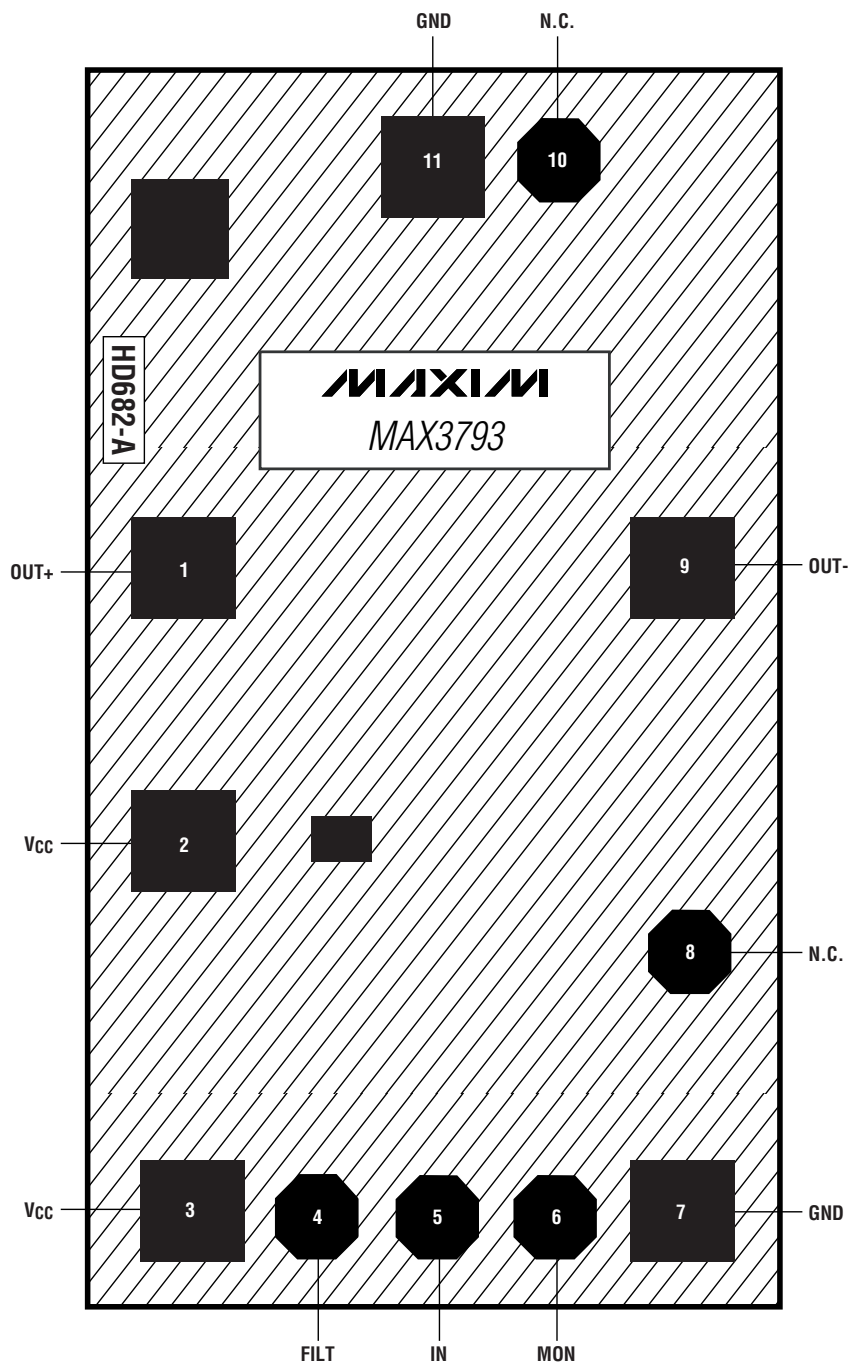 GND
N.C.
11
10
HD682-A
MAXIM
MAX3793
OUT+
1
9
OUT-
VCC
2
8
N.C.
VCC
3
4
5
6
7
GND
FILT
IN
MON